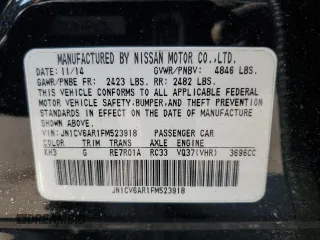 MANUFACTURED BY NISSAN MOTOR CO.,LTD.
DATE: 11/14 GVWR/PNBV: 4846 LBS.
GAWR/PNBE FR: 2423 LBS. RR: 2482 LBS.
THIS VEHICLE CONFORMS TO ALL APPLICABLE
FEDERAL MOTOR VEHICLE SAFETY, BUMPER, AND THEFT
PREVENTION STANDARDS IN EFFECT ON THE
DATE OF MANUFACTURE
SHOWN ABOVE.
VIN: JN1CV6AR1FM523918 PASSENGER CAR
COLOR TRIM TRANS AXLE ENGINE
KH3 G RE7R01A RC33 VQ37(VHR) 3696CC
JN1CV6AR1FM523918